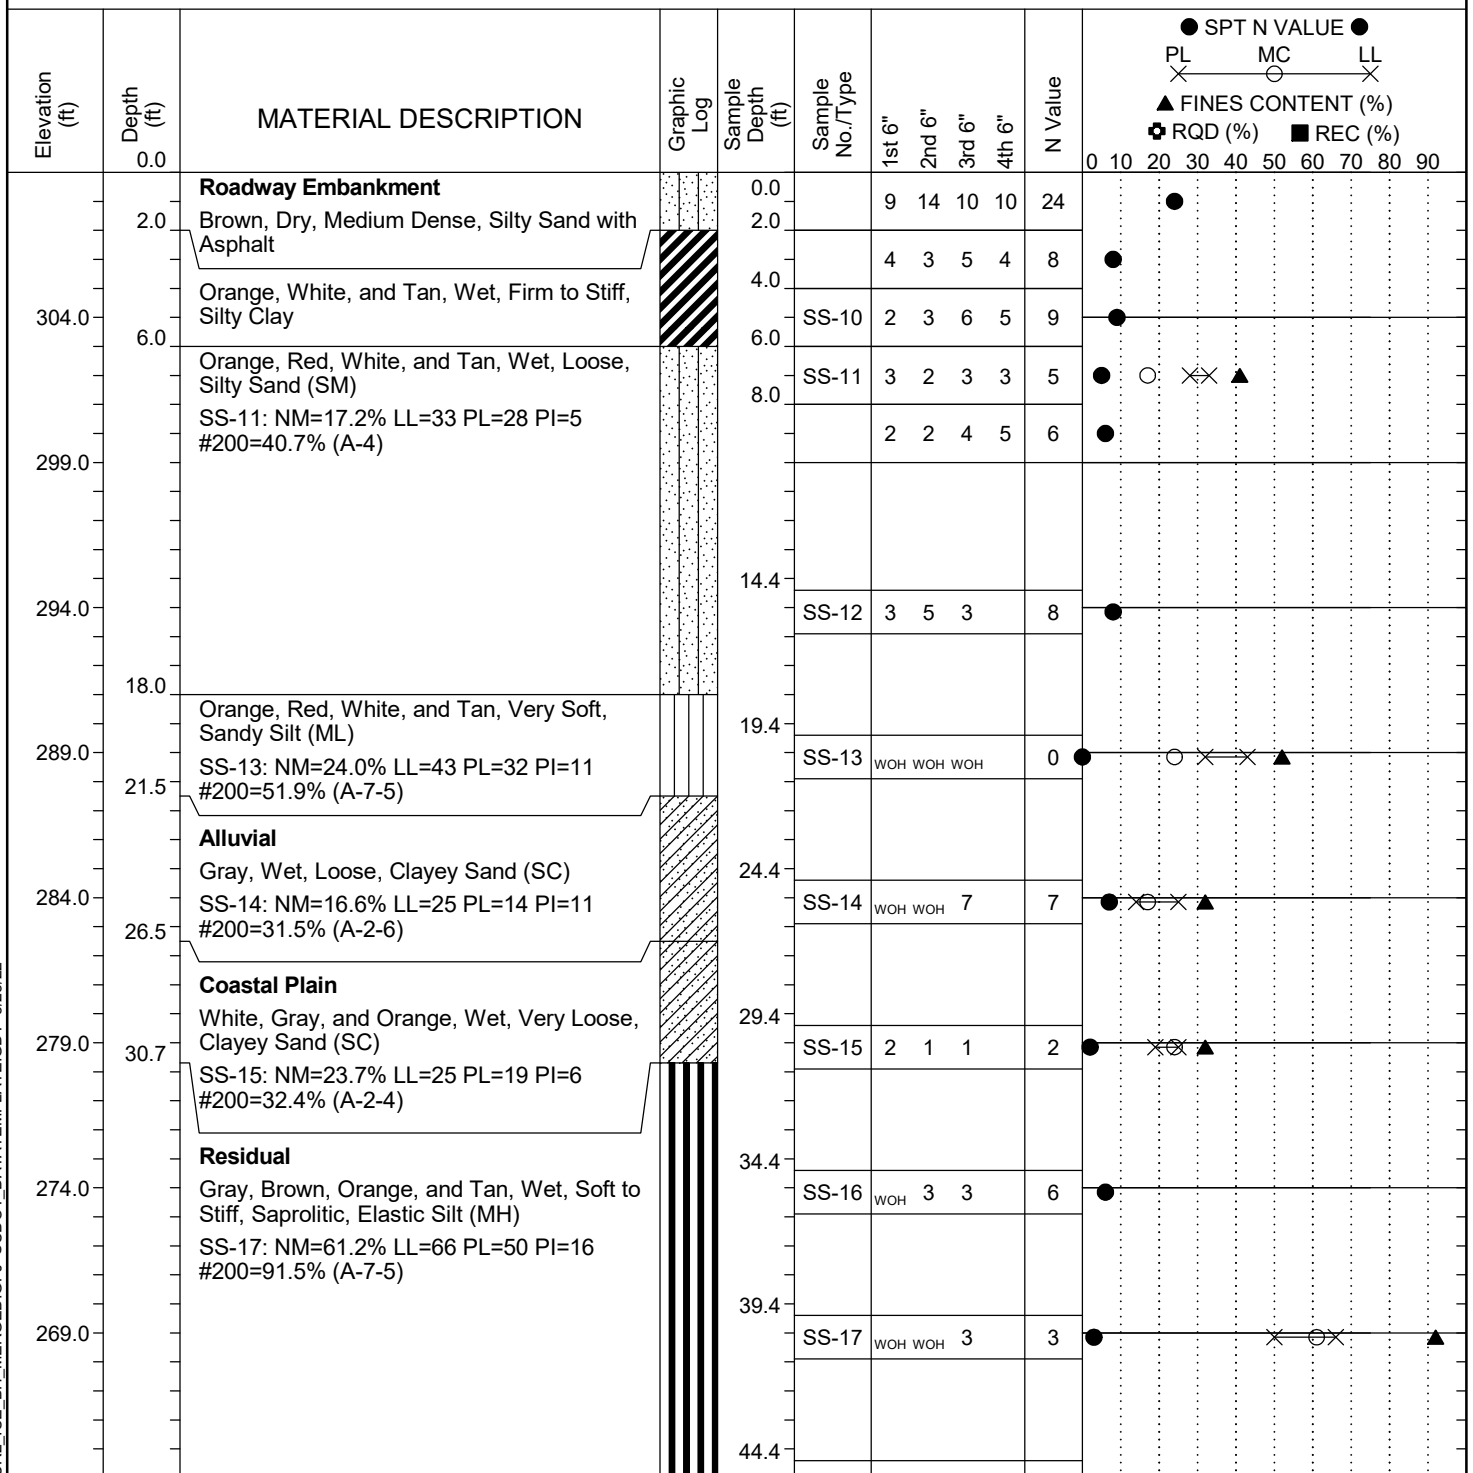 Elevation (ft)
Depth (ft)
0.0
MATERIAL DESCRIPTION
Graphic Log
Sample Depth (ft)
Sample No./Type
1st 6"
2nd 6"
3rd 6"
4th 6"
N Value
● SPT N VALUE ●
PL MC LL
▲ FINES CONTENT (%)
RQD (%) ■ REC (%)
0 10 20 30 40 50 60 70 80 90
Roadway Embankment
0.0
9 14 10 10 24
2.0
Brown, Dry, Medium Dense, Silty Sand with
Asphalt
2.0
4 3 5 4 8
4.0
Orange, White, and Tan, Wet, Firm to Stiff,
Silty Clay
304.0
SS-10 2 3 6 5 9
6.0
6.0
Orange, Red, White, and Tan, Wet, Loose,
Silty Sand (SM)
SS-11 3 2 3 3 5
8.0
SS-11: NM=17.2% LL=33 PL=28 PI=5
#200=40.7% (A-4)
2 2 4 5 6
299.0
14.4
294.0
SS-12 3 5 3 8
18.0
Orange, Red, White, and Tan, Very Soft,
Sandy Silt (ML)
19.4
289.0
SS-13 WOH WOH WOH 0
SS-13: NM=24.0% LL=43 PL=32 PI=11
#200=51.9% (A-7-5)
21.5
Alluvial
Gray, Wet, Loose, Clayey Sand (SC)
24.4
284.0
SS-14 WOH WOH 7 7
SS-14: NM=16.6% LL=25 PL=14 PI=11
#200=31.5% (A-2-6)
26.5
Coastal Plain
White, Gray, and Orange, Wet, Very Loose,
Clayey Sand (SC)
29.4
279.0
SS-15 2 1 1 2
30.7
SS-15: NM=23.7% LL=25 PL=19 PI=6
#200=32.4% (A-2-4)
Residual
34.4
Gray, Brown, Orange, and Tan, Wet, Soft to
Stiff, Saprolitic, Elastic Silt (MH)
274.0
SS-16 WOH 3 3 6
SS-17: NM=61.2% LL=66 PL=50 PI=16
#200=91.5% (A-7-5)
39.4
269.0
SS-17 WOH WOH 3 3
44.4